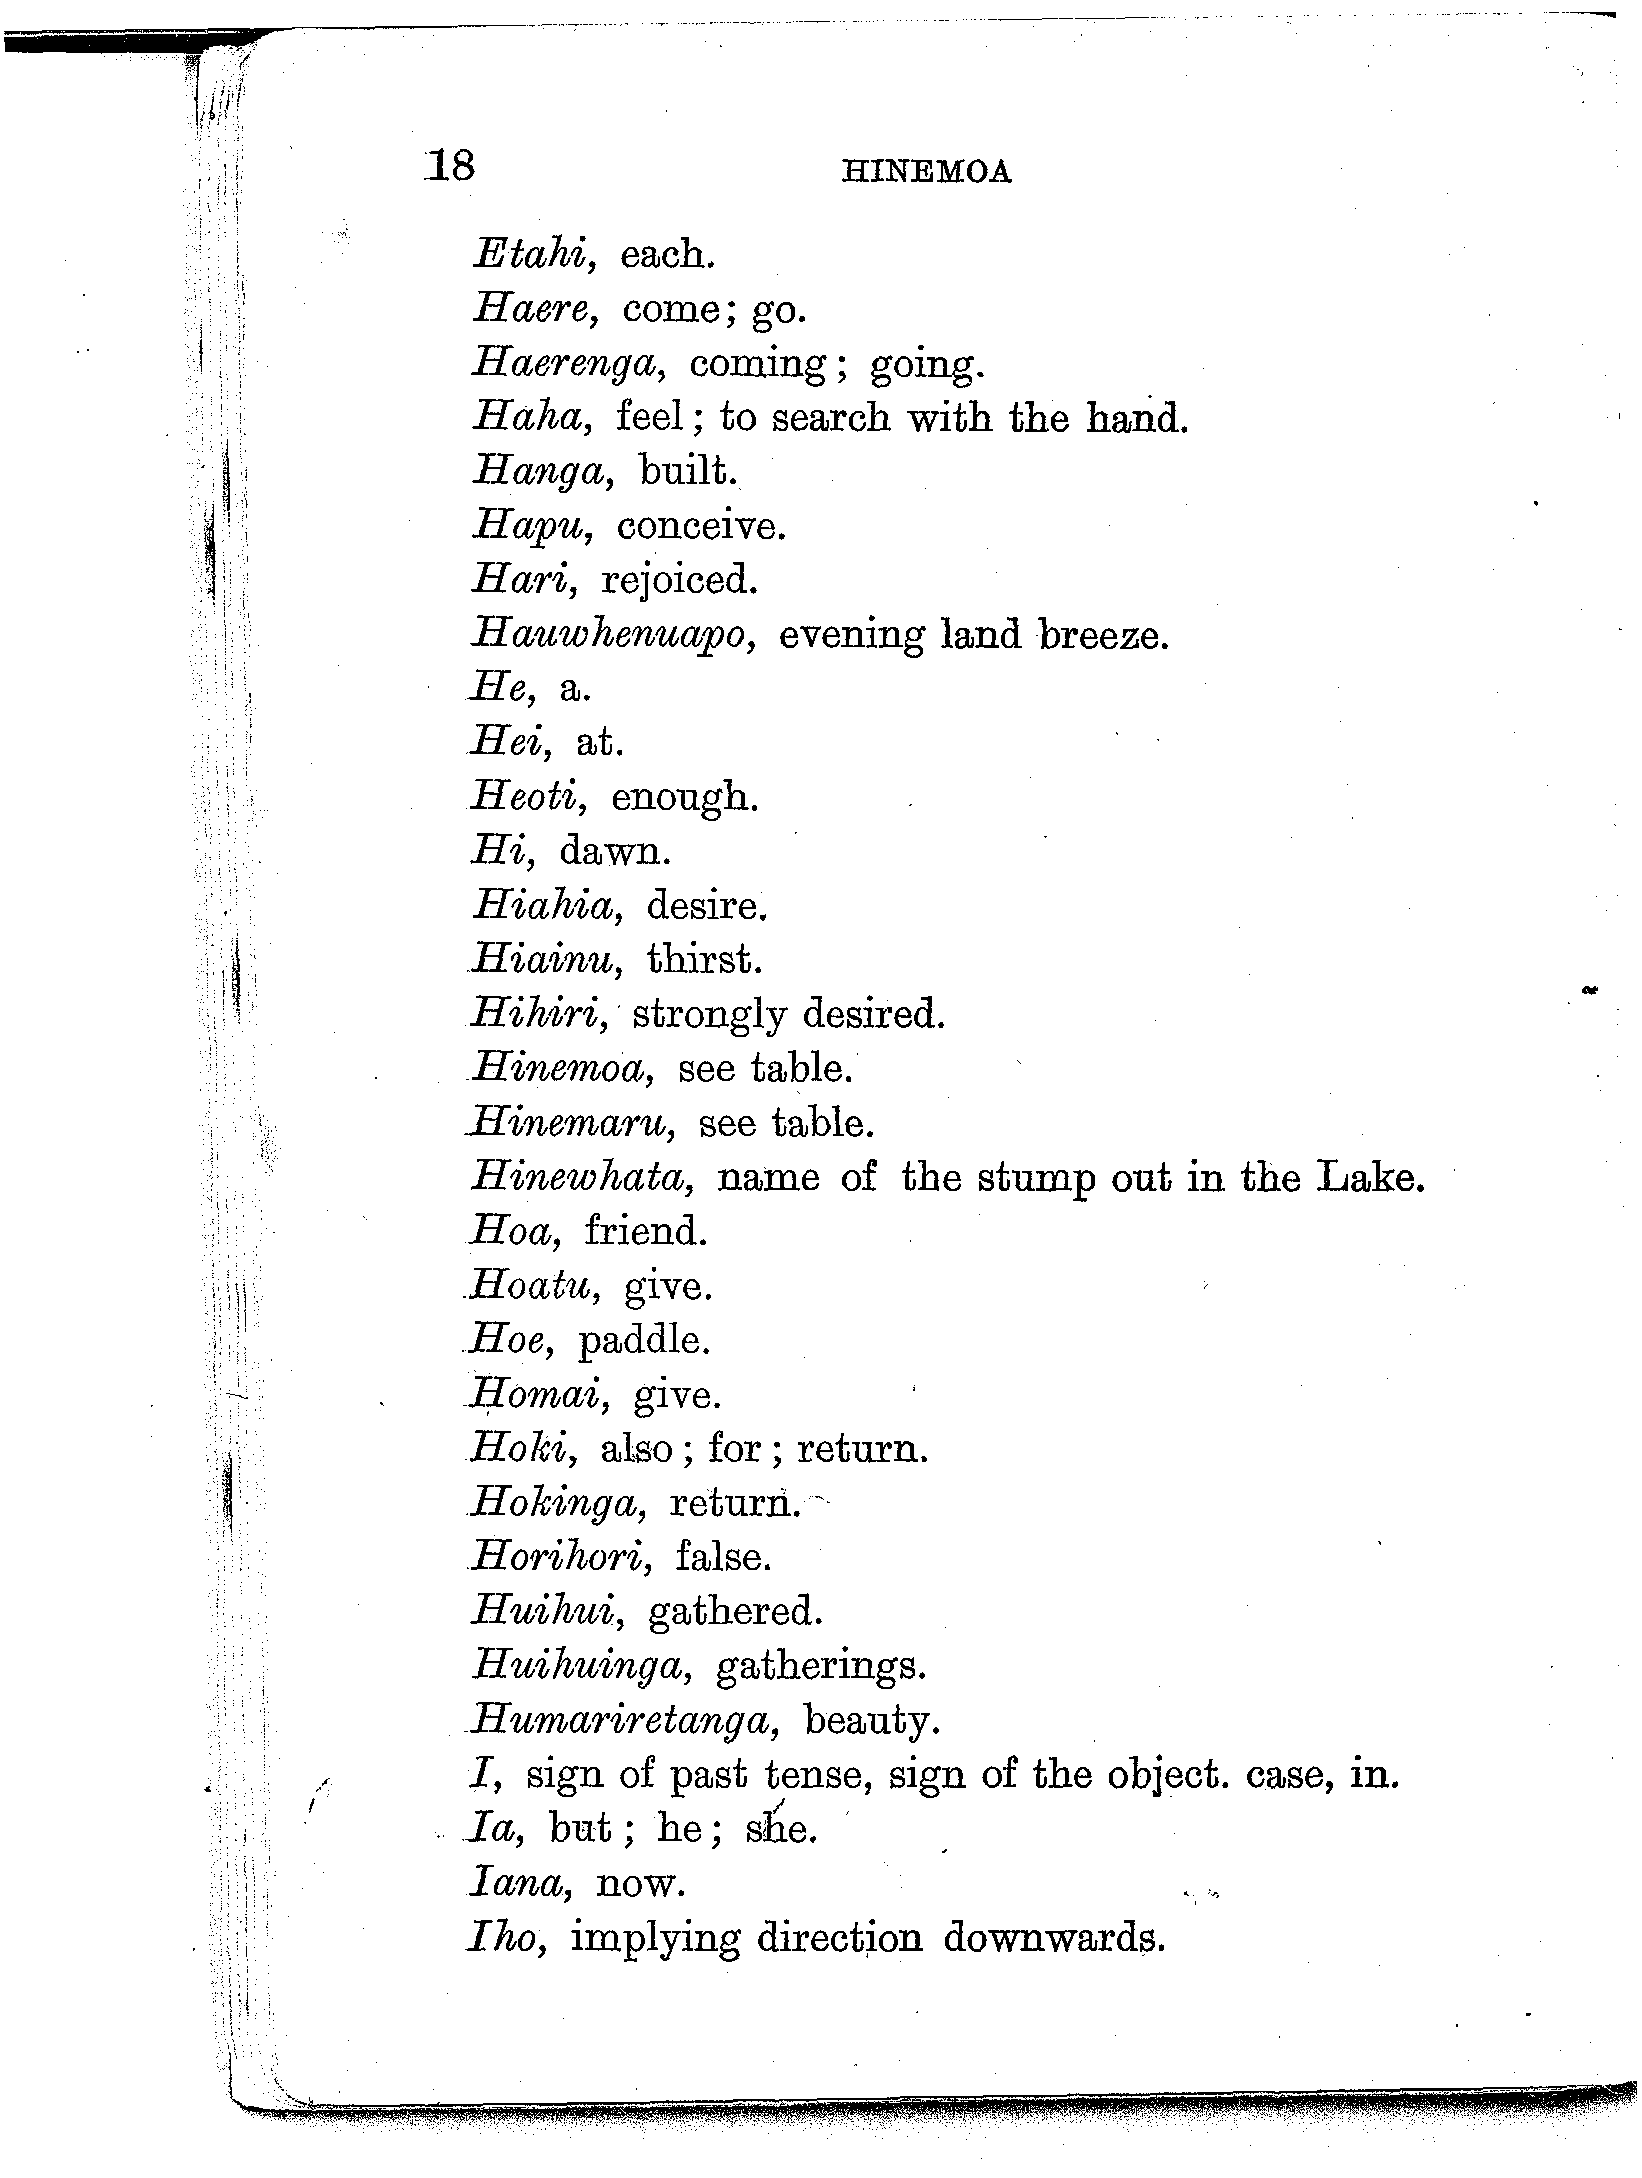 18 HINEMOA
Etahi, each.
Haere, come; go.
Haerenga, coming; going.
Haha, feel; to search with the hand.
Hanga, built.
Hapu, conceive.
Hari, rejoiced.
Hauwhenuapo, evening land breeze.
He, a.
Hei, at.
Heoti, enough.
Hi, dawn.
Hiahia, desire.
Hiainu, thirst.
Hihiri, strongly desired.
Hinemoa, see table.
Hinemaru, see table.
Hinewhata, name of the stump out in the Lake.
Hoa, friend.
Hoatu, give.
Hoe, paddle.
Homai, give.
Hoki, also; for; return.
Hokinga, return.
Horihori, false.
Huihui, gathered.
Huihuinga, gatherings.
Humariretanga, beauty.
I, sign of past tense, sign of the object. case, in.
Ia, but; he; she.
Iana, now.
Iho, implying direction downwards.